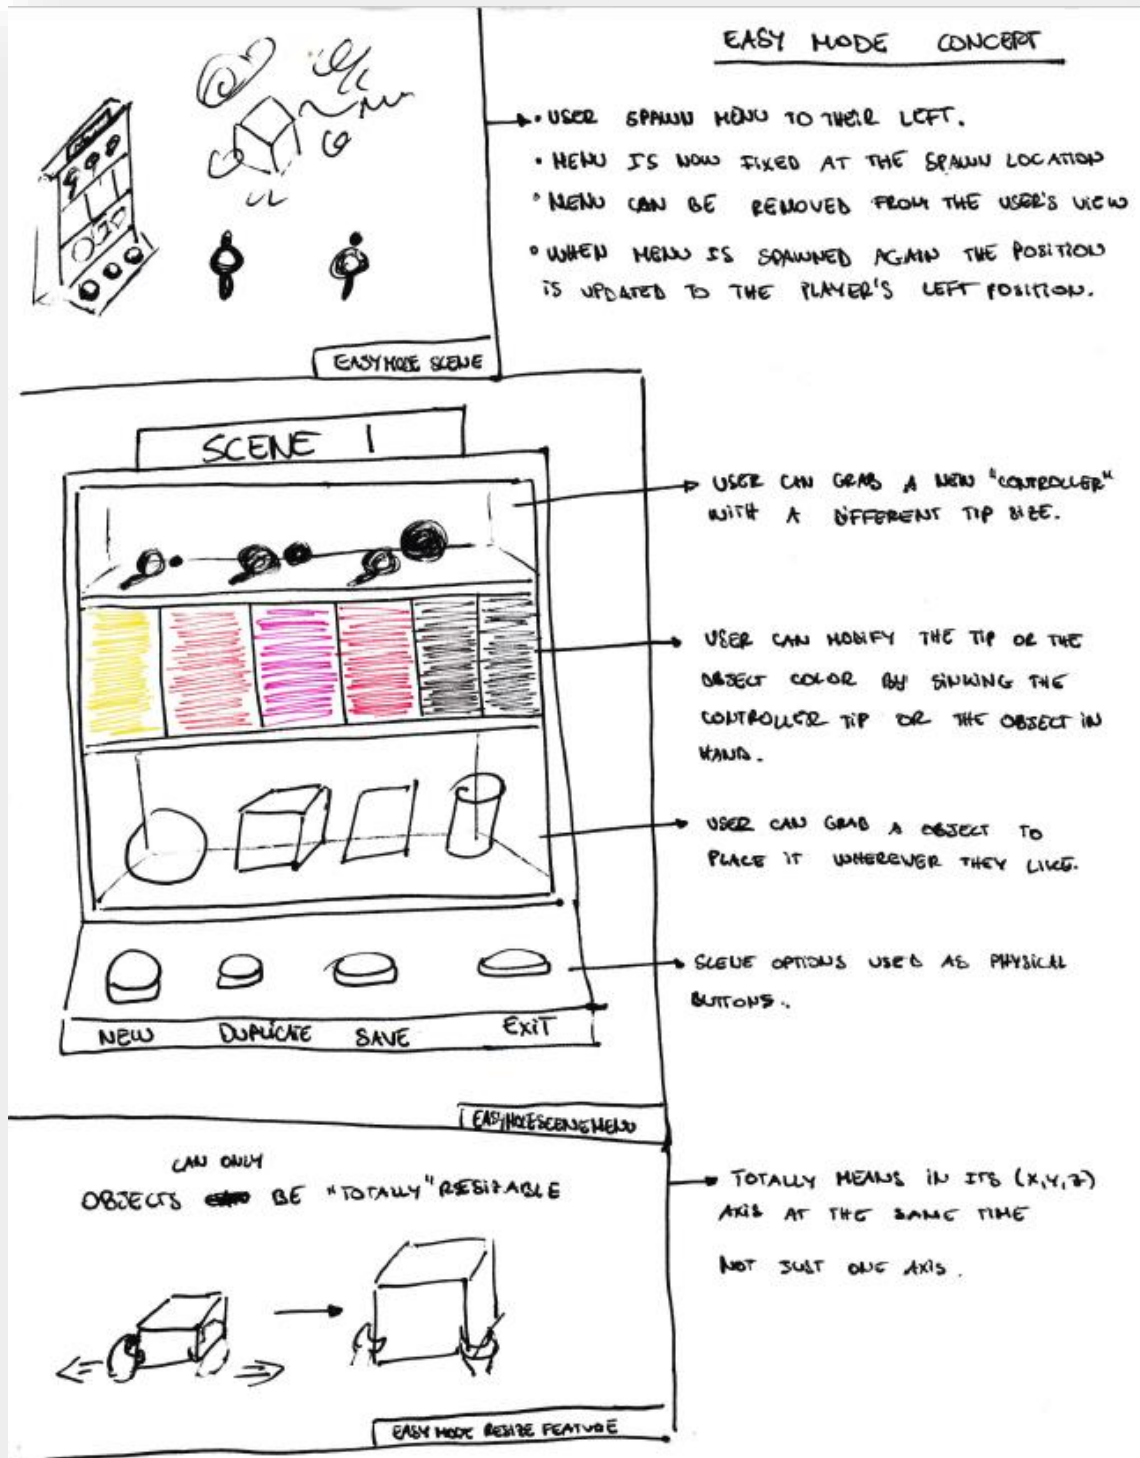 EASY MODE CONCEPT
• USER SPAWN MENU TO THEIR LEFT.
• MENU IS NOW FIXED AT THE SPAWN LOCATION
• MENU CAN BE REMOVED FROM THE USER'S VIEW
• WHEN MENU IS SPAWNED AGAIN THE POSITION
IS UPDATED TO THE PLAYER'S LEFT POSITION.
EASY MODE SCENE
SCENE 1
USER CAN GRAB A NEW "CONTROLLER"
WITH A DIFFERENT TIP SIZE.
USER CAN MODIFY THE TIP OR THE
OBJECT COLOR BY SINKING THE
CONTROLLER TIP OR THE OBJECT IN
HAND.
USER CAN GRAB A OBJECT TO
PLACE IT WHEREVER THEY LIKE.
SCENE OPTIONS USED AS PHYSICAL
BUTTONS.
NEW DUPLICATE SAVE EXIT
EASY MODE SCENE MENU
CAN ONLY
OBJECTS BE "TOTALLY" RESIZABLE
TOTALLY MEANS IN ITS (X,Y,Z)
AXIS AT THE SAME TIME
NOT JUST ONE AXIS.
EASY MODE RESIZE FEATURE